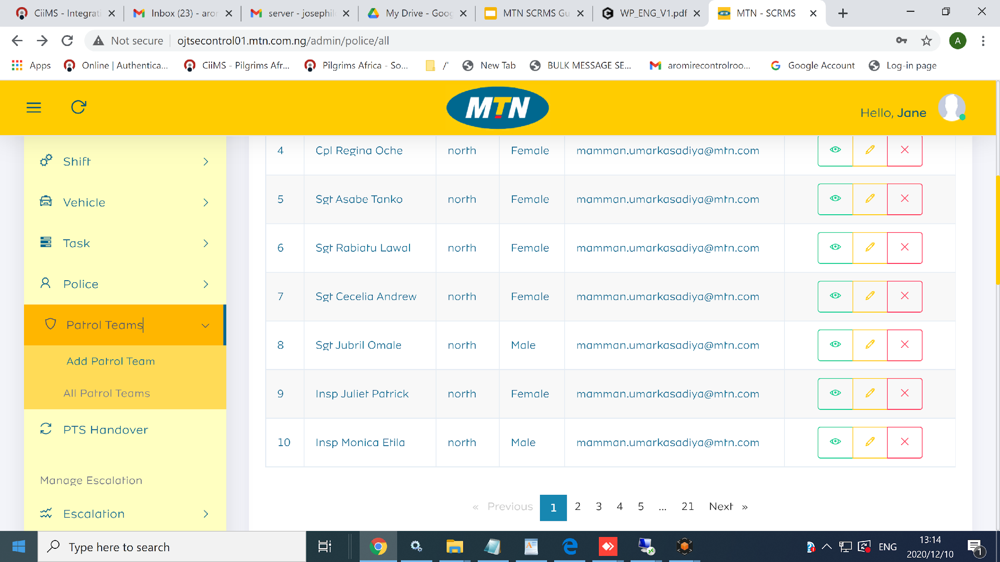 CiiMS - Integrati
Inbox (23) - aror
server - josephil
My Drive - Goog
MTN SCRMS Gu
WP_ENG_V1.pdf
MTN - SCRMS
Not secure
ojtsecontrol01.mtn.com.ng/admin/police/all
A
Apps
Online | Authentica...
CiiMS - Pilgrims Afr...
Pilgrims Africa - So...
/'
New Tab
BULK MESSAGE SE...
aromirecontrolroo...
Google Account
Log-in page
MTN
Hello, Jane
Shift
Vehicle
Task
Police
Patrol Teams
Add Patrol Team
All Patrol Teams
PTS Handover
Manage Escalation
Escalation
4 Cpl Regina Oche north Female mamman.umarkasadiya@mtn.com
5 Sgt Asabe Tanko north Female mamman.umarkasadiya@mtn.com
6 Sgt Rabiatu Lawal north Female mamman.umarkasadiya@mtn.com
7 Sgt Cecelia Andrew north Female mamman.umarkasadiya@mtn.com
8 Sgt Jubril Omale north Male mamman.umarkasadiya@mtn.com
9 Insp Juliet Patrick north Female mamman.umarkasadiya@mtn.com
10 Insp Monica Etila north Male mamman.umarkasadiya@mtn.com
« Previous 1 2 3 4 5 ... 21 Next »
Type here to search
ENG
13:14
2020/12/10
1